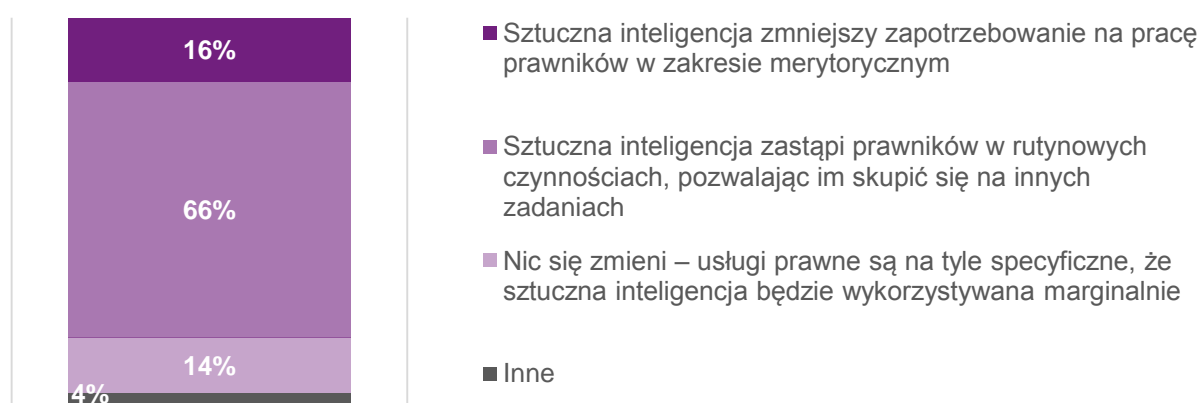 16%
66%
14%
4%
Sztuczna inteligencja zmniejszy zapotrzebowanie na pracę
prawników w zakresie merytorycznym
Sztuczna inteligencja zastąpi prawników w rutynowych
czynnościach, pozwalając im skupić się na innych
zadaniach
Nic się zmieni – usługi prawne są na tyle specyficzne, że
sztuczna inteligencja będzie wykorzystywana marginalnie
Inne